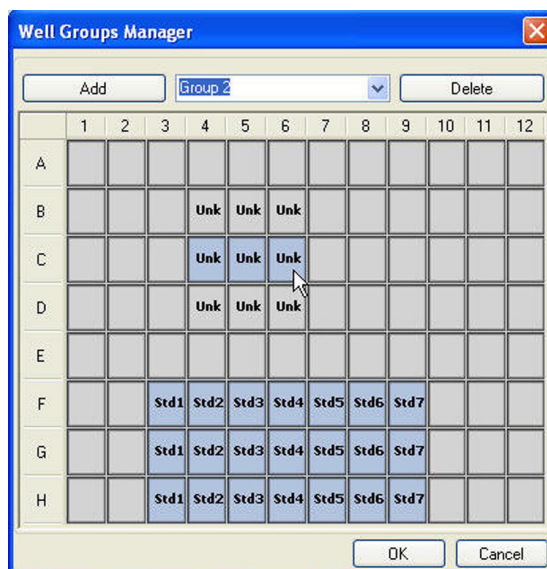 Well Groups Manager
Add Group 2 Delete
1 2 3 4 5 6 7 8 9 10 11 12
A
B Unk Unk Unk
C Unk Unk Unk
D Unk Unk Unk
E
F Std1 Std2 Std3 Std4 Std5 Std6 Std7
G Std1 Std2 Std3 Std4 Std5 Std6 Std7
H Std1 Std2 Std3 Std4 Std5 Std6 Std7
OK Cancel